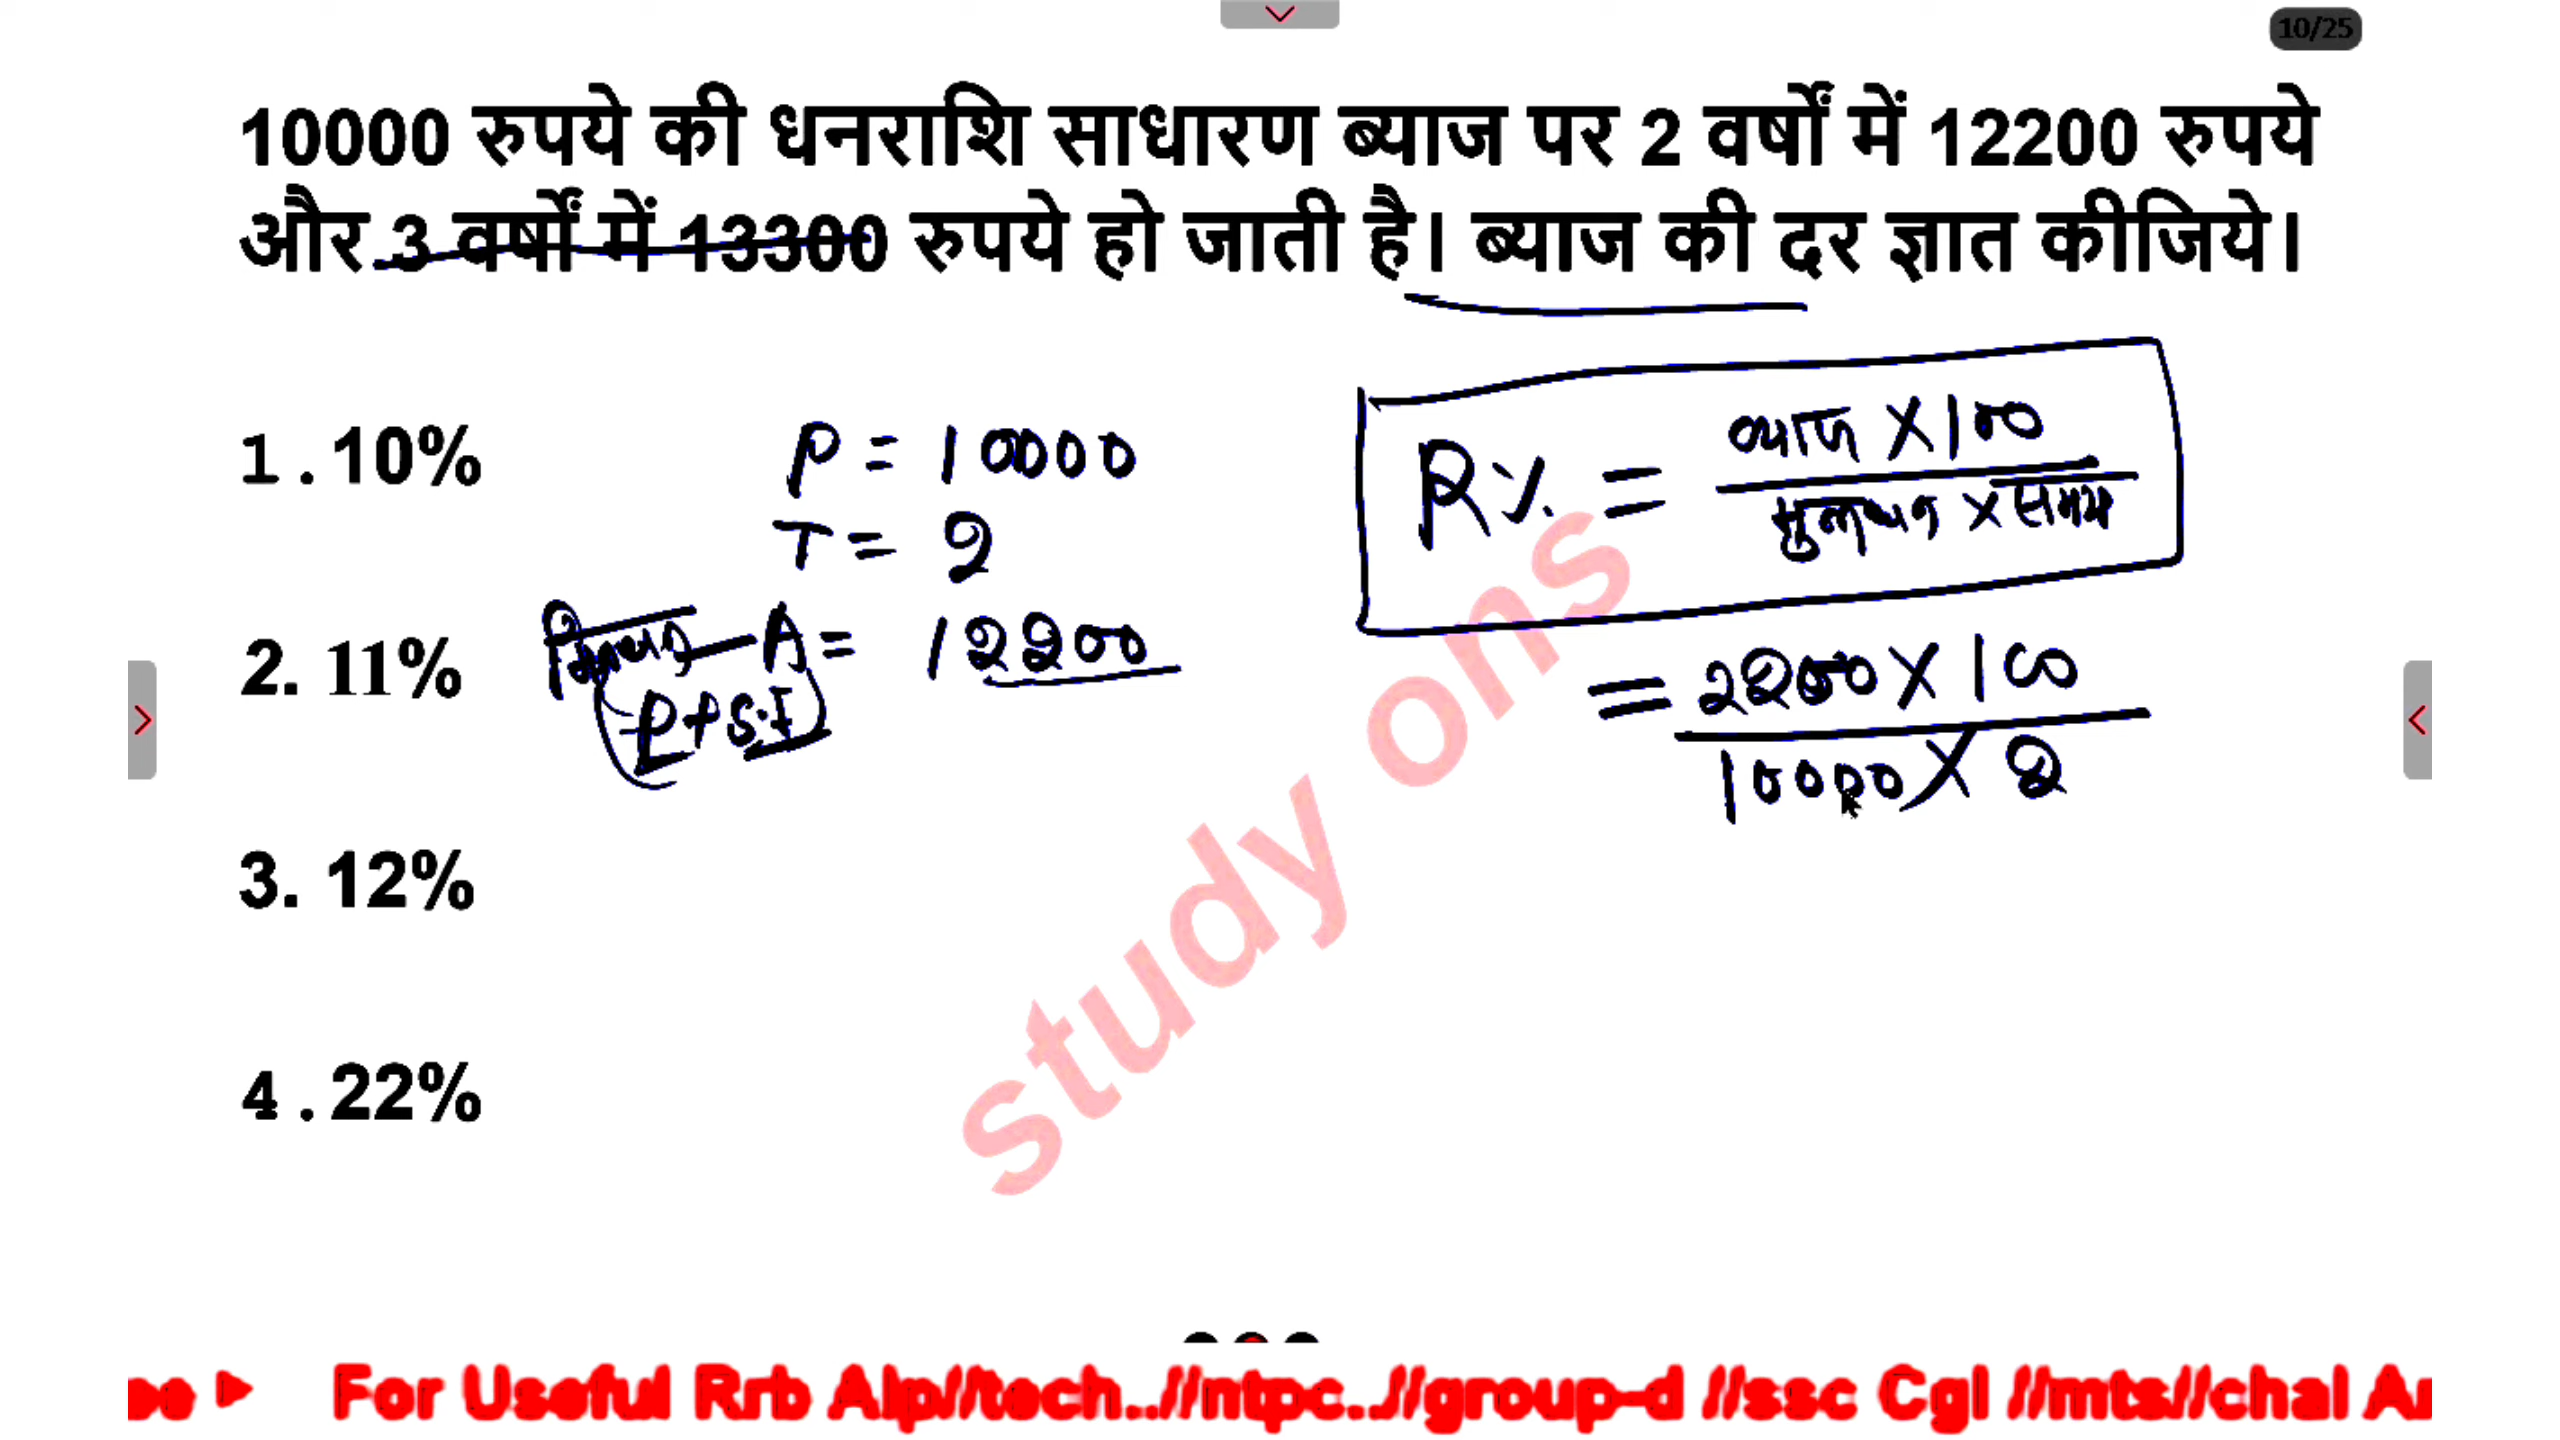 10/25
10000 रुपये की धनराशि साधारण ब्याज पर 2 वर्षों में 12200 रुपये
और 3 वर्षों में 13300 रुपये हो जाती है। ब्याज की दर ज्ञात कीजिये।
1.10%
2. 11%
3. 12%
4.22%
P = 10000
T = 2
मिश्रधन — A = 12200
P+S.I
R% = ब्याज X 100
मुलधन X समय
= 2200 X 100
10000 X 2
study ons
For Useful Rrb Alp//tech..//ntpc..//group-d //ssc Cgl //mts//chal